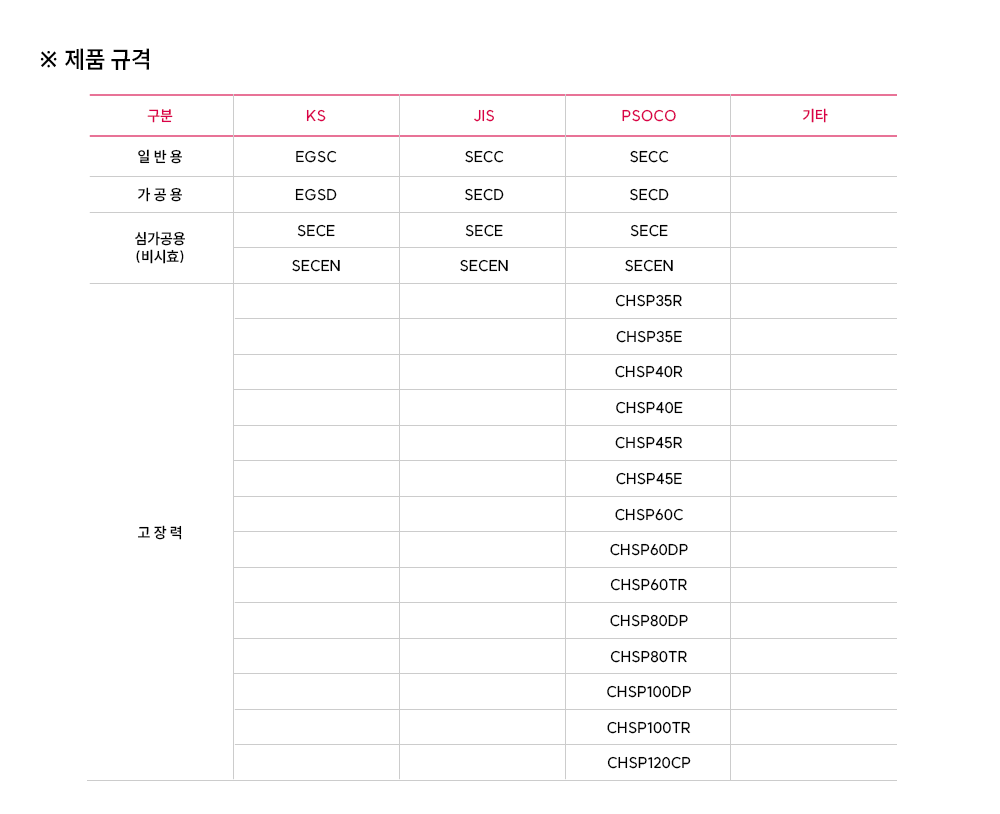 ※ 제품 규격
구분 KS JIS PSOCO 기타
일 반 용 EGSC SECC SECC
가 공 용 EGSD SECD SECD
심가공용
(비시효)
SECE SECE SECE
SECEN SECEN SECEN
고 장 력
CHSP35R
CHSP35E
CHSP40R
CHSP40E
CHSP45R
CHSP45E
CHSP60C
CHSP60DP
CHSP60TR
CHSP80DP
CHSP80TR
CHSP100DP
CHSP100TR
CHSP120CP